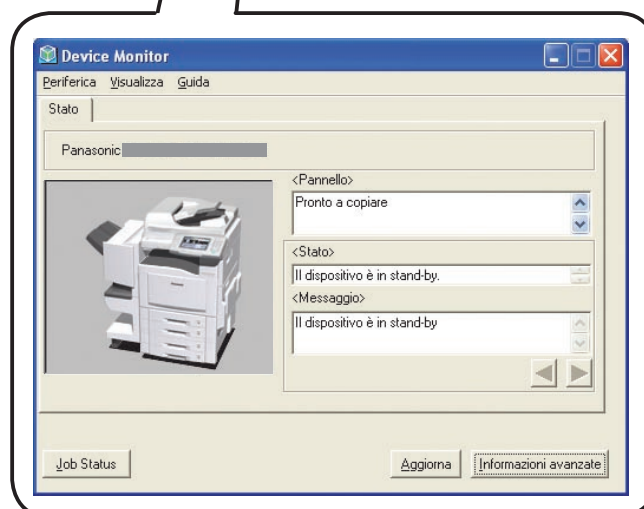 Device Monitor
Periferica Visualizza Guida
Stato
Panasonic
<Pannello>
Pronto a copiare
<Stato>
Il dispositivo è in stand-by.
<Messaggio>
Il dispositivo è in stand-by
Job Status Aggiorna Informazioni avanzate